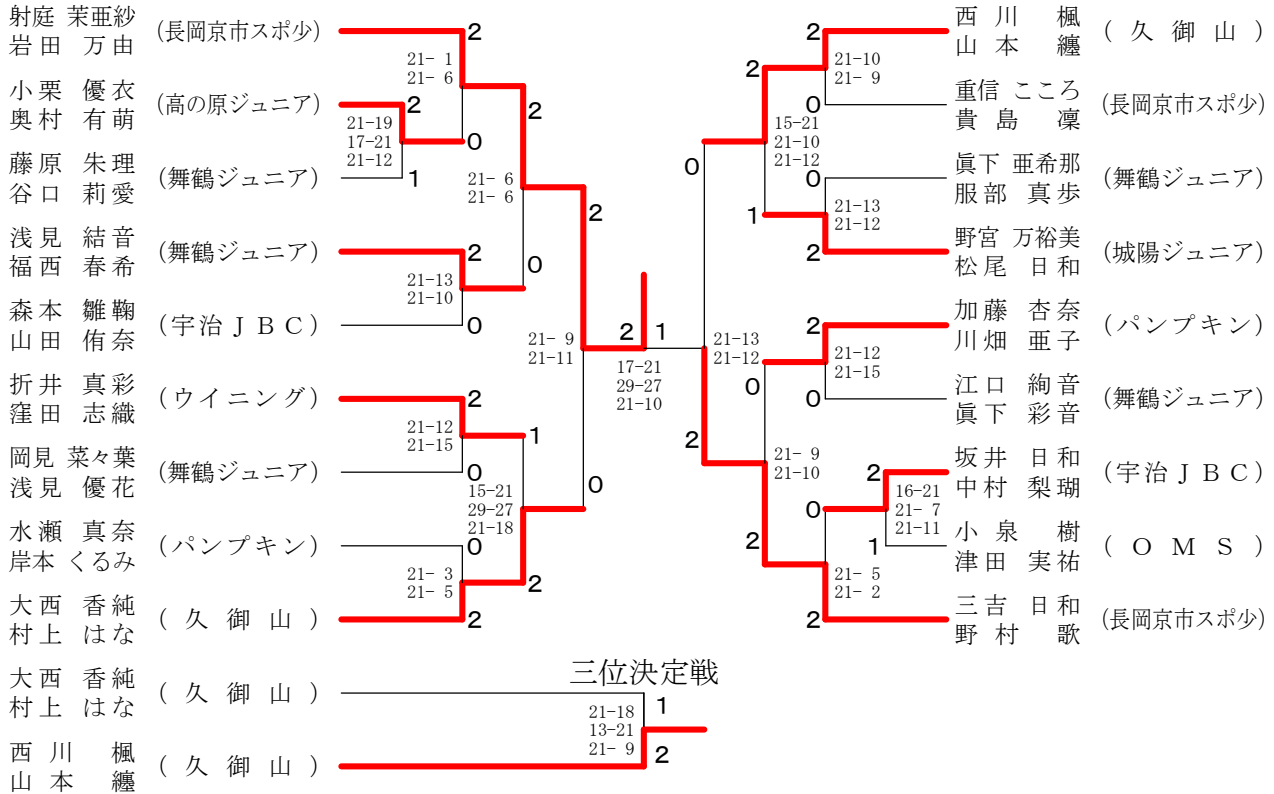 射庭 茉亜紗
岩田 万由
(長岡京市スポ少)
2
21- 1
21- 6
小栗 優衣
奥村 有萌
(高の原ジュニア)
2
21-19
17-21
21-12
0
藤原 朱理
谷口 莉愛
(舞鶴ジュニア)
1
2
21- 6
21- 6
浅見 結音
福西 春希
(舞鶴ジュニア)
2
21-13
21-10
0
森本 雛鞠
山田 侑奈
(宇治JBC)
0
2
21- 9
21-11
折井 真彩
窪田 志織
(ウイニング)
2
21-12
21-15
1
岡見 菜々葉
浅見 優花
(舞鶴ジュニア)
0
15-21
29-27
21-18
0
水瀬 真奈
岸本 くるみ
(パンプキン)
0
21- 3
21- 5
2
大西 香純
村上 はな
(久御山)
2
2
1
17-21
29-27
21-10
西川 楓
山本 纏
(久御山)
2
21-10
21- 9
2
重信 こころ
貴島 凜
(長岡京市スポ少)
0
15-21
21-10
21-12
0
眞下 亜希那
服部 真歩
(舞鶴ジュニア)
0
21-13
21-12
1
野宮 万裕美
松尾 日和
(城陽ジュニア)
2
21-13
21-12
加藤 杏奈
川畑 亜子
(パンプキン)
2
21-12
21-15
0
江口 絢音
眞下 彩音
(舞鶴ジュニア)
0
2
21- 9
21-10
坂井 日和
中村 梨瑚
(宇治JBC)
2
16-21
21- 7
21-11
0
小泉 樹
津田 実祐
(OMS)
1
2
21- 5
21- 2
三吉 日和
野村 歌
(長岡京市スポ少)
2
三位決定戦
大西 香純
村上 はな
(久御山)
1
21-18
13-21
21- 9
西川 楓
山本 纏
(久御山)
2